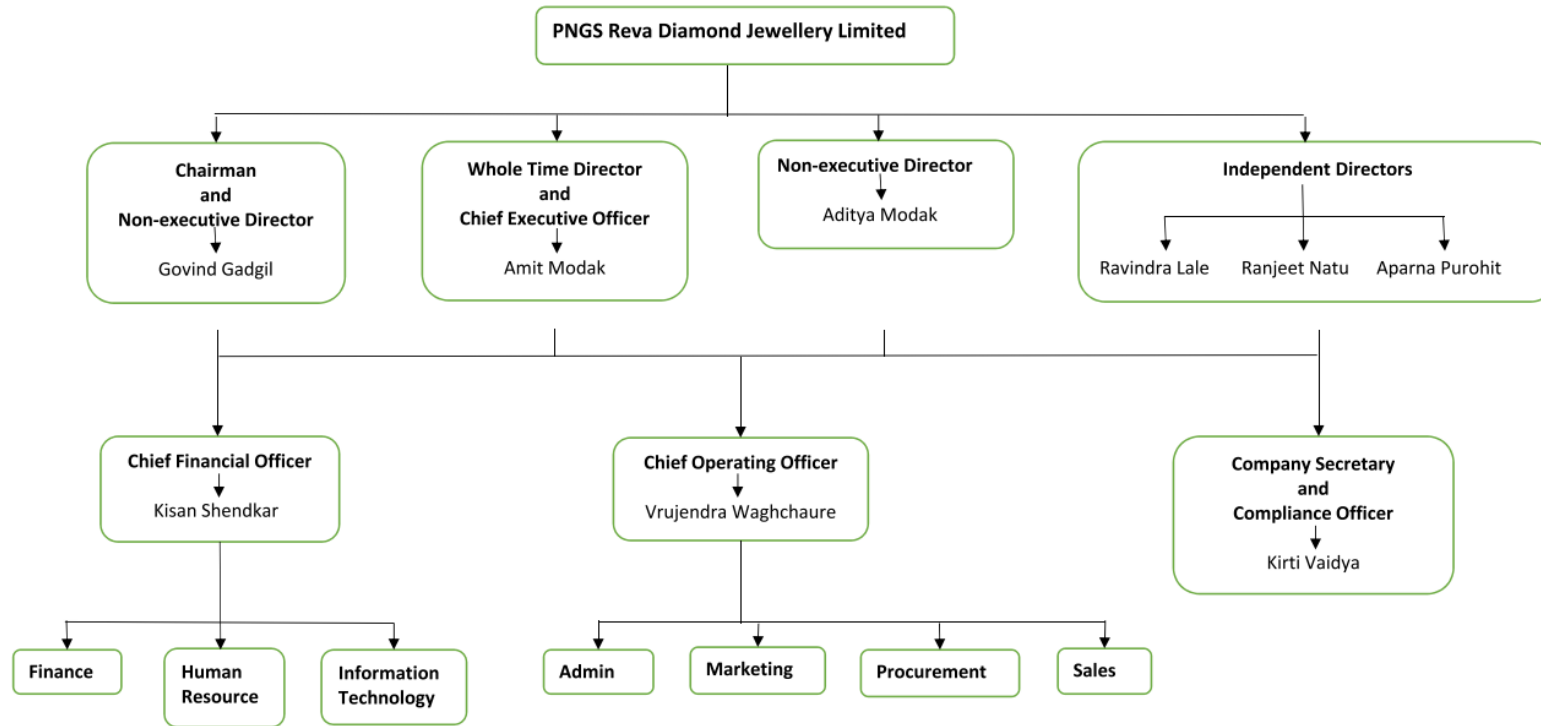 PNGS Reva Diamond Jewellery Limited
Chairman
and
Non-executive Director
Govind Gadgil
Whole Time Director
and
Chief Executive Officer
Amit Modak
Non-executive Director
Aditya Modak
Independent Directors
Ravindra Lale
Ranjeet Natu
Aparna Purohit
Chief Financial Officer
Kisan Shendkar
Chief Operating Officer
Vrujendra Waghchaure
Company Secretary
and
Compliance Officer
Kirti Vaidya
Finance
Human
Resource
Information
Technology
Admin
Marketing
Procurement
Sales